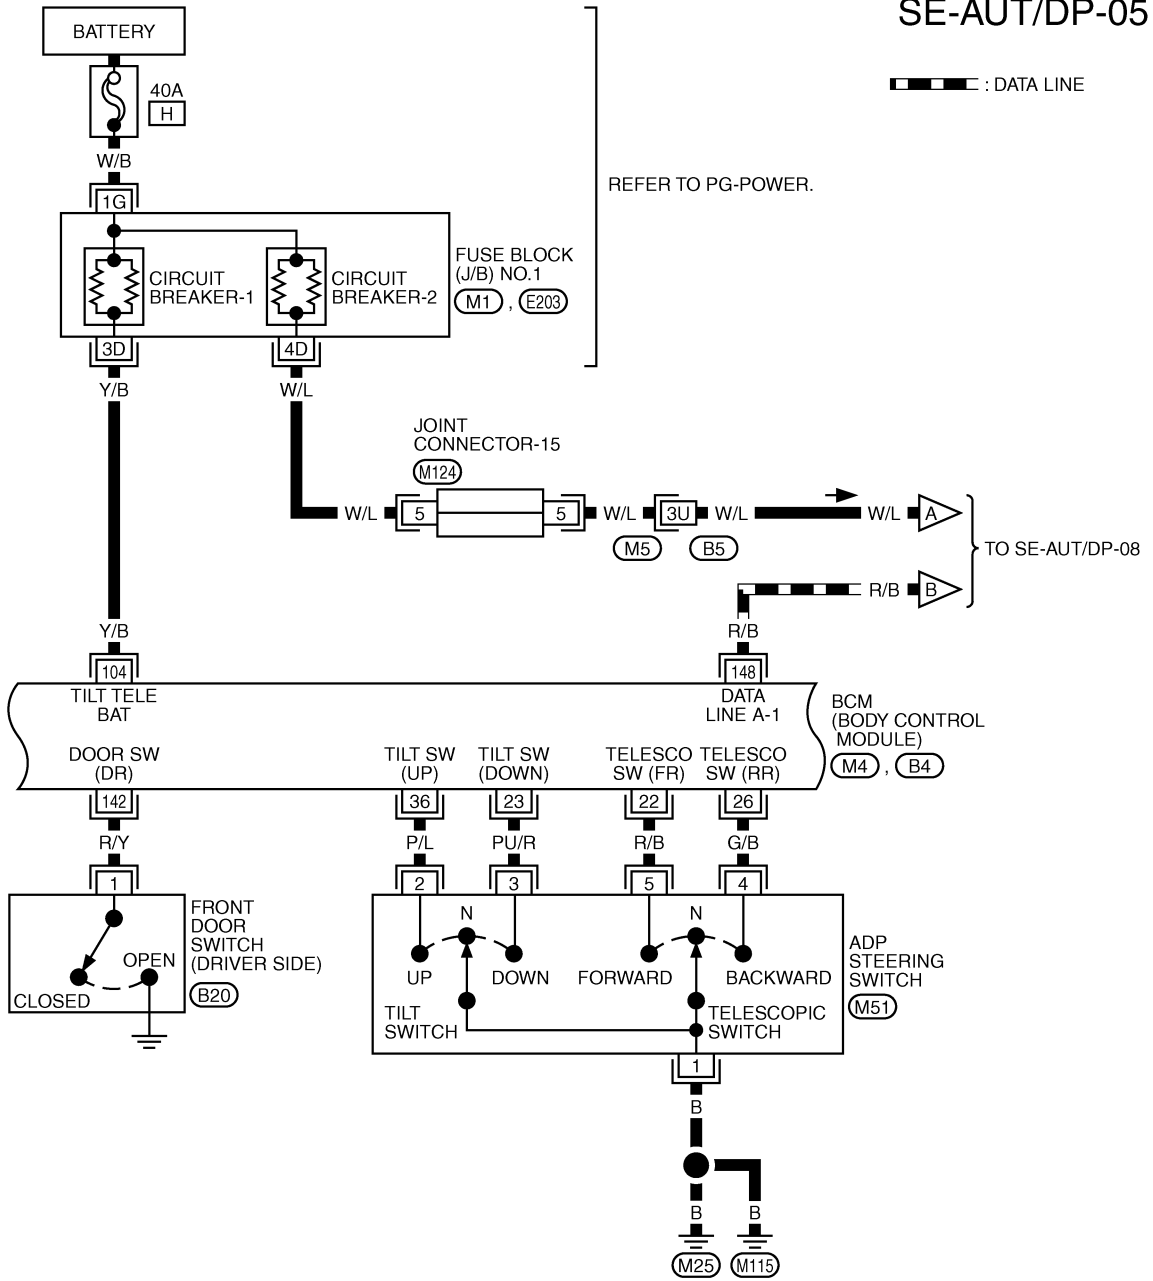 SE-AUT/DP-05
BATTERY
: DATA LINE
40A
H
W/B
REFER TO PG-POWER.
1G
FUSE BLOCK
(J/B) NO.1
M1 , E203
CIRCUIT
BREAKER-1
CIRCUIT
BREAKER-2
3D
4D
Y/B
W/L
JOINT
CONNECTOR-15
M124
W/L
5
5
W/L
3U
W/L
W/L
A
M5
B5
TO SE-AUT/DP-08
R/B
B
Y/B
R/B
104
148
TILT TELE
BAT
DATA
LINE A-1
BCM
(BODY CONTROL
MODULE)
M4 , B4
DOOR SW
(DR)
TILT SW
(UP)
TILT SW
(DOWN)
TELESCO
SW (FR)
TELESCO
SW (RR)
142
36
23
22
26
R/Y
P/L
PU/R
R/B
G/B
1
2
3
5
4
FRONT
DOOR
SWITCH
(DRIVER SIDE)
B20
OPEN
CLOSED
N
N
UP
DOWN
FORWARD
BACKWARD
TILT
SWITCH
TELESCOPIC
SWITCH
ADP
STEERING
SWITCH
M51
1
B
B
B
M25
M115